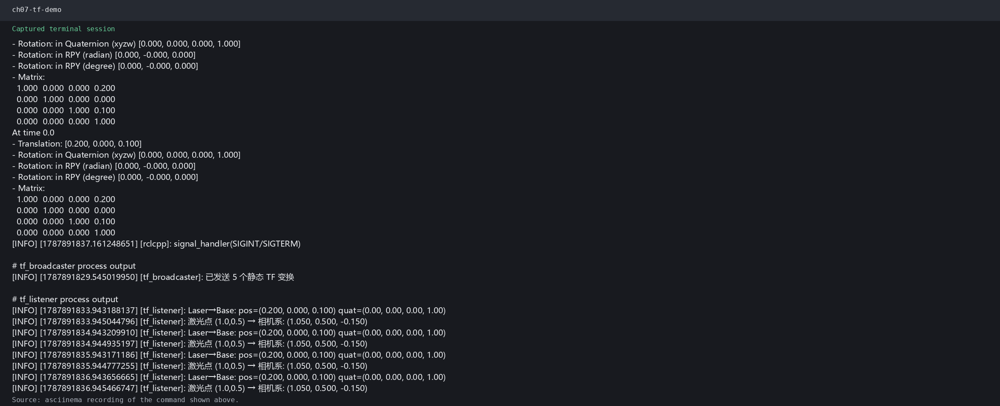 ch07-tf-demo
Captured terminal session
- Rotation: in Quaternion (xyzw) [0.000, 0.000, 0.000, 1.000]
- Rotation: in RPY (radian) [0.000, -0.000, 0.000]
- Rotation: in RPY (degree) [0.000, -0.000, 0.000]
- Matrix:
  1.000  0.000  0.000  0.200
  0.000  1.000  0.000  0.000
  0.000  0.000  1.000  0.100
  0.000  0.000  0.000  1.000
At time 0.0
- Translation: [0.200, 0.000, 0.100]
- Rotation: in Quaternion (xyzw) [0.000, 0.000, 0.000, 1.000]
- Rotation: in RPY (radian) [0.000, -0.000, 0.000]
- Rotation: in RPY (degree) [0.000, -0.000, 0.000]
- Matrix:
  1.000  0.000  0.000  0.200
  0.000  1.000  0.000  0.000
  0.000  0.000  1.000  0.100
  0.000  0.000  0.000  1.000
[INFO] [1787891837.161248651] [rclcpp]: signal_handler(SIGINT/SIGTERM)
# tf_broadcaster process output
[INFO] [1787891829.545019950] [tf_broadcaster]: 已发送 5 个静态 TF 变换
# tf_listener process output
[INFO] [1787891833.943188137] [tf_listener]: Laser→Base: pos=(0.200, 0.000, 0.100) quat=(0.00, 0.00, 0.00, 1.00)
[INFO] [1787891833.945044796] [tf_listener]: 激光点 (1.0,0.5) → 相机系: (1.050, 0.500, -0.150)
[INFO] [1787891834.943209910] [tf_listener]: Laser→Base: pos=(0.200, 0.000, 0.100) quat=(0.00, 0.00, 0.00, 1.00)
[INFO] [1787891834.944935197] [tf_listener]: 激光点 (1.0,0.5) → 相机系: (1.050, 0.500, -0.150)
[INFO] [1787891835.943171186] [tf_listener]: Laser→Base: pos=(0.200, 0.000, 0.100) quat=(0.00, 0.00, 0.00, 1.00)
[INFO] [1787891835.944777255] [tf_listener]: 激光点 (1.0,0.5) → 相机系: (1.050, 0.500, -0.150)
[INFO] [1787891836.943656665] [tf_listener]: Laser→Base: pos=(0.200, 0.000, 0.100) quat=(0.00, 0.00, 0.00, 1.00)
[INFO] [1787891836.945466747] [tf_listener]: 激光点 (1.0,0.5) → 相机系: (1.050, 0.500, -0.150)
Source: asciinema recording of the command shown above.